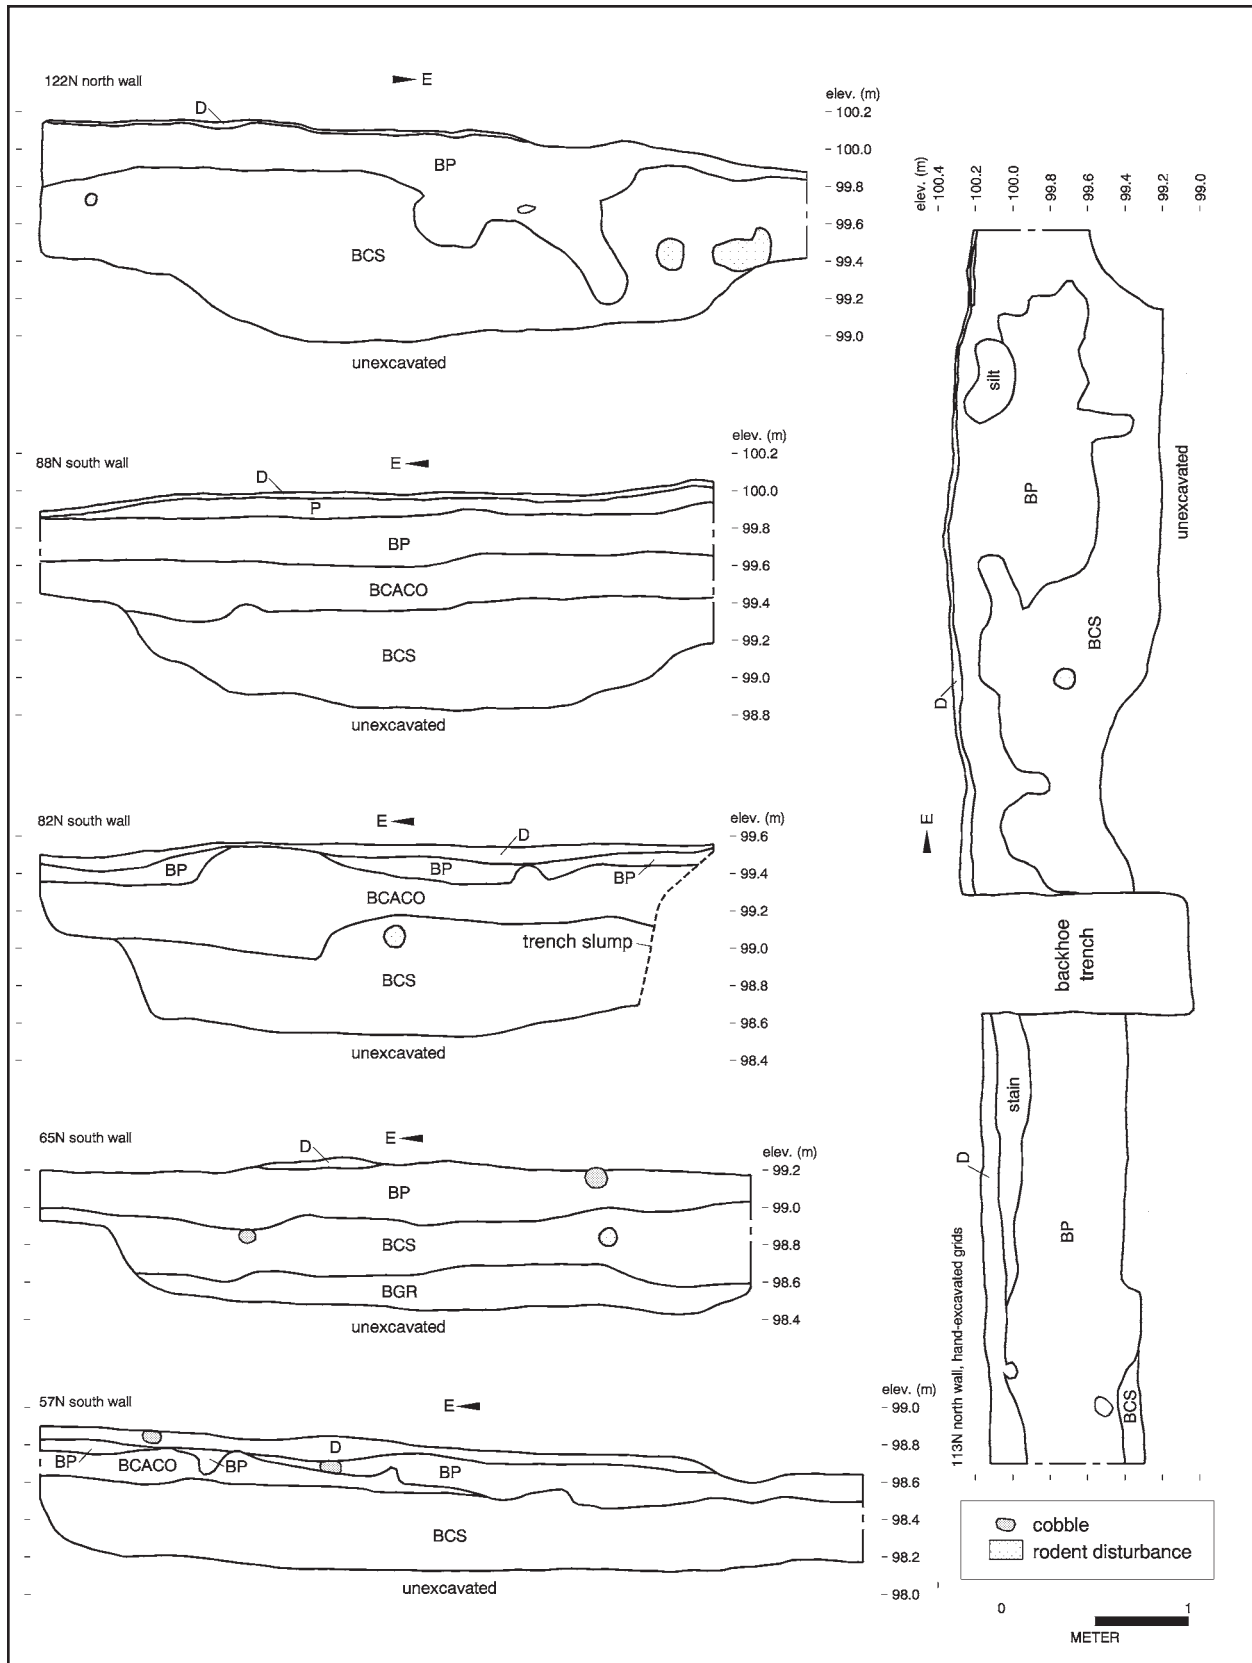 122N north wall
E
elev. (m)
D
100.2
100.0
BP
99.8
99.6
BCS
99.4
99.2
99.0
unexcavated
88N south wall
E
elev. (m)
100.2
D
100.0
P
99.8
BP
99.6
BCACO
99.4
99.2
BCS
99.0
98.8
unexcavated
82N south wall
E
elev. (m)
D
99.6
BP
BP
BP
99.4
BCACO
99.2
trench slump
99.0
BCS
98.8
98.6
unexcavated
98.4
65N south wall
E
elev. (m)
D
99.2
BP
99.0
BCS
98.8
98.6
BGR
98.4
unexcavated
57N south wall
E
elev. (m)
99.0
D
98.8
BP
BCACO
BP
BP
98.6
98.4
BCS
98.2
unexcavated
98.0
elev. (m)
100.4
100.2
100.0
99.8
99.6
99.4
99.2
99.0
silt
BP
unexcavated
BCS
D
E
backhoe
trench
stain
D
BP
BCS
113N north wall, hand-excavated grids
cobble
rodent disturbance
0
1
METER